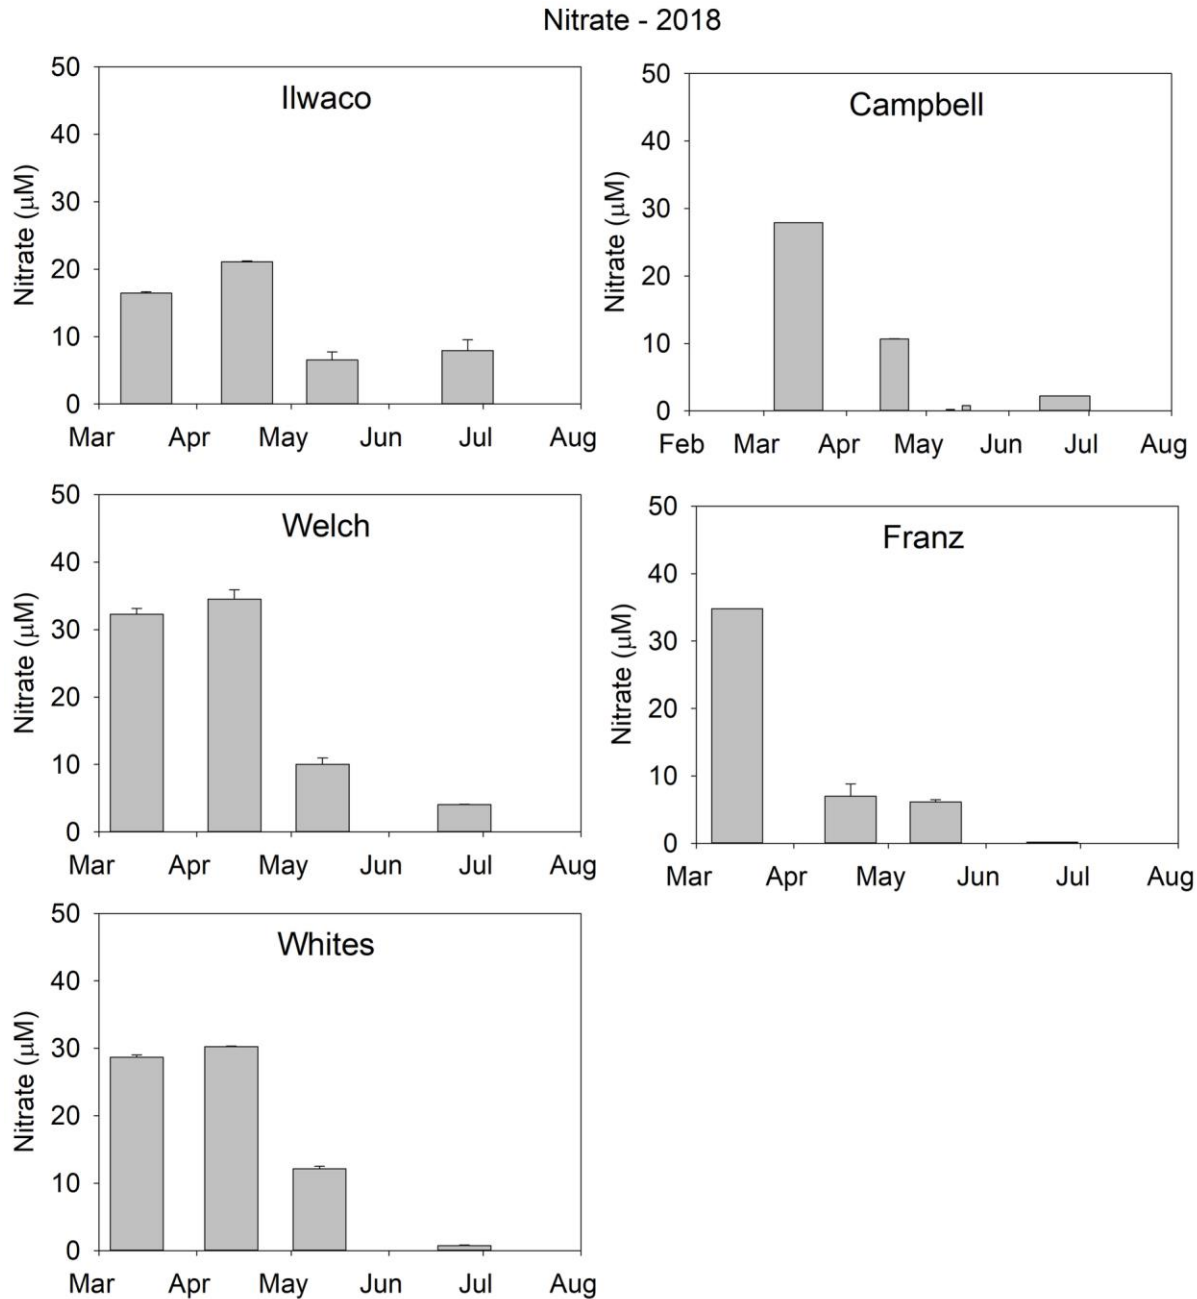 Nitrate - 2018
Ilwaco
Nitrate (μM)
50
40
30
20
10
0
Mar Apr May Jun Jul Aug
Campbell
Nitrate (μM)
50
40
30
20
10
0
Feb Mar Apr May Jun Jul Aug
Welch
Nitrate (μM)
50
40
30
20
10
0
Mar Apr May Jun Jul Aug
Franz
Nitrate (μM)
50
40
30
20
10
0
Mar Apr May Jun Jul Aug
Whites
Nitrate (μM)
50
40
30
20
10
0
Mar Apr May Jun Jul Aug